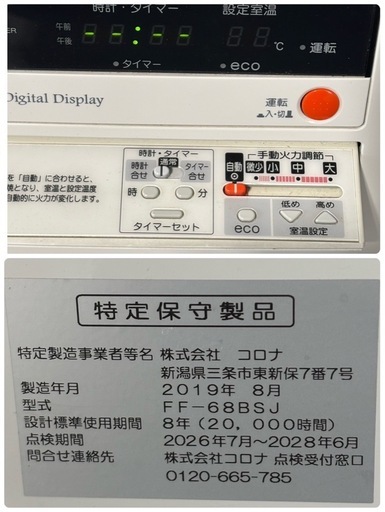 時計・タイマー 設定室温
午前
午後 --:-- ℃ ●運転
●タイマー ●eco
Digital Display
運転
入・切
を「自動」に合わせると、
焼となり、室温と設定温度
自動的に火力が変化します。
時計・タイマー
時計合せ 通常 タイマー合せ
時 分
タイマーセット
手動火力調節
自動 微少 小 中 大
eco 低め 高め
室温設定
特定保守製品
特定製造事業者等名 株式会社 コロナ
新潟県三条市東新保7番7号
製造年月 2019年 8月
型式 FF-68BSJ
設計標準使用期間 8年(20,000時間)
点検期間 2026年7月~2028年6月
問合せ連絡先 株式会社コロナ 点検受付窓口
0120-665-785